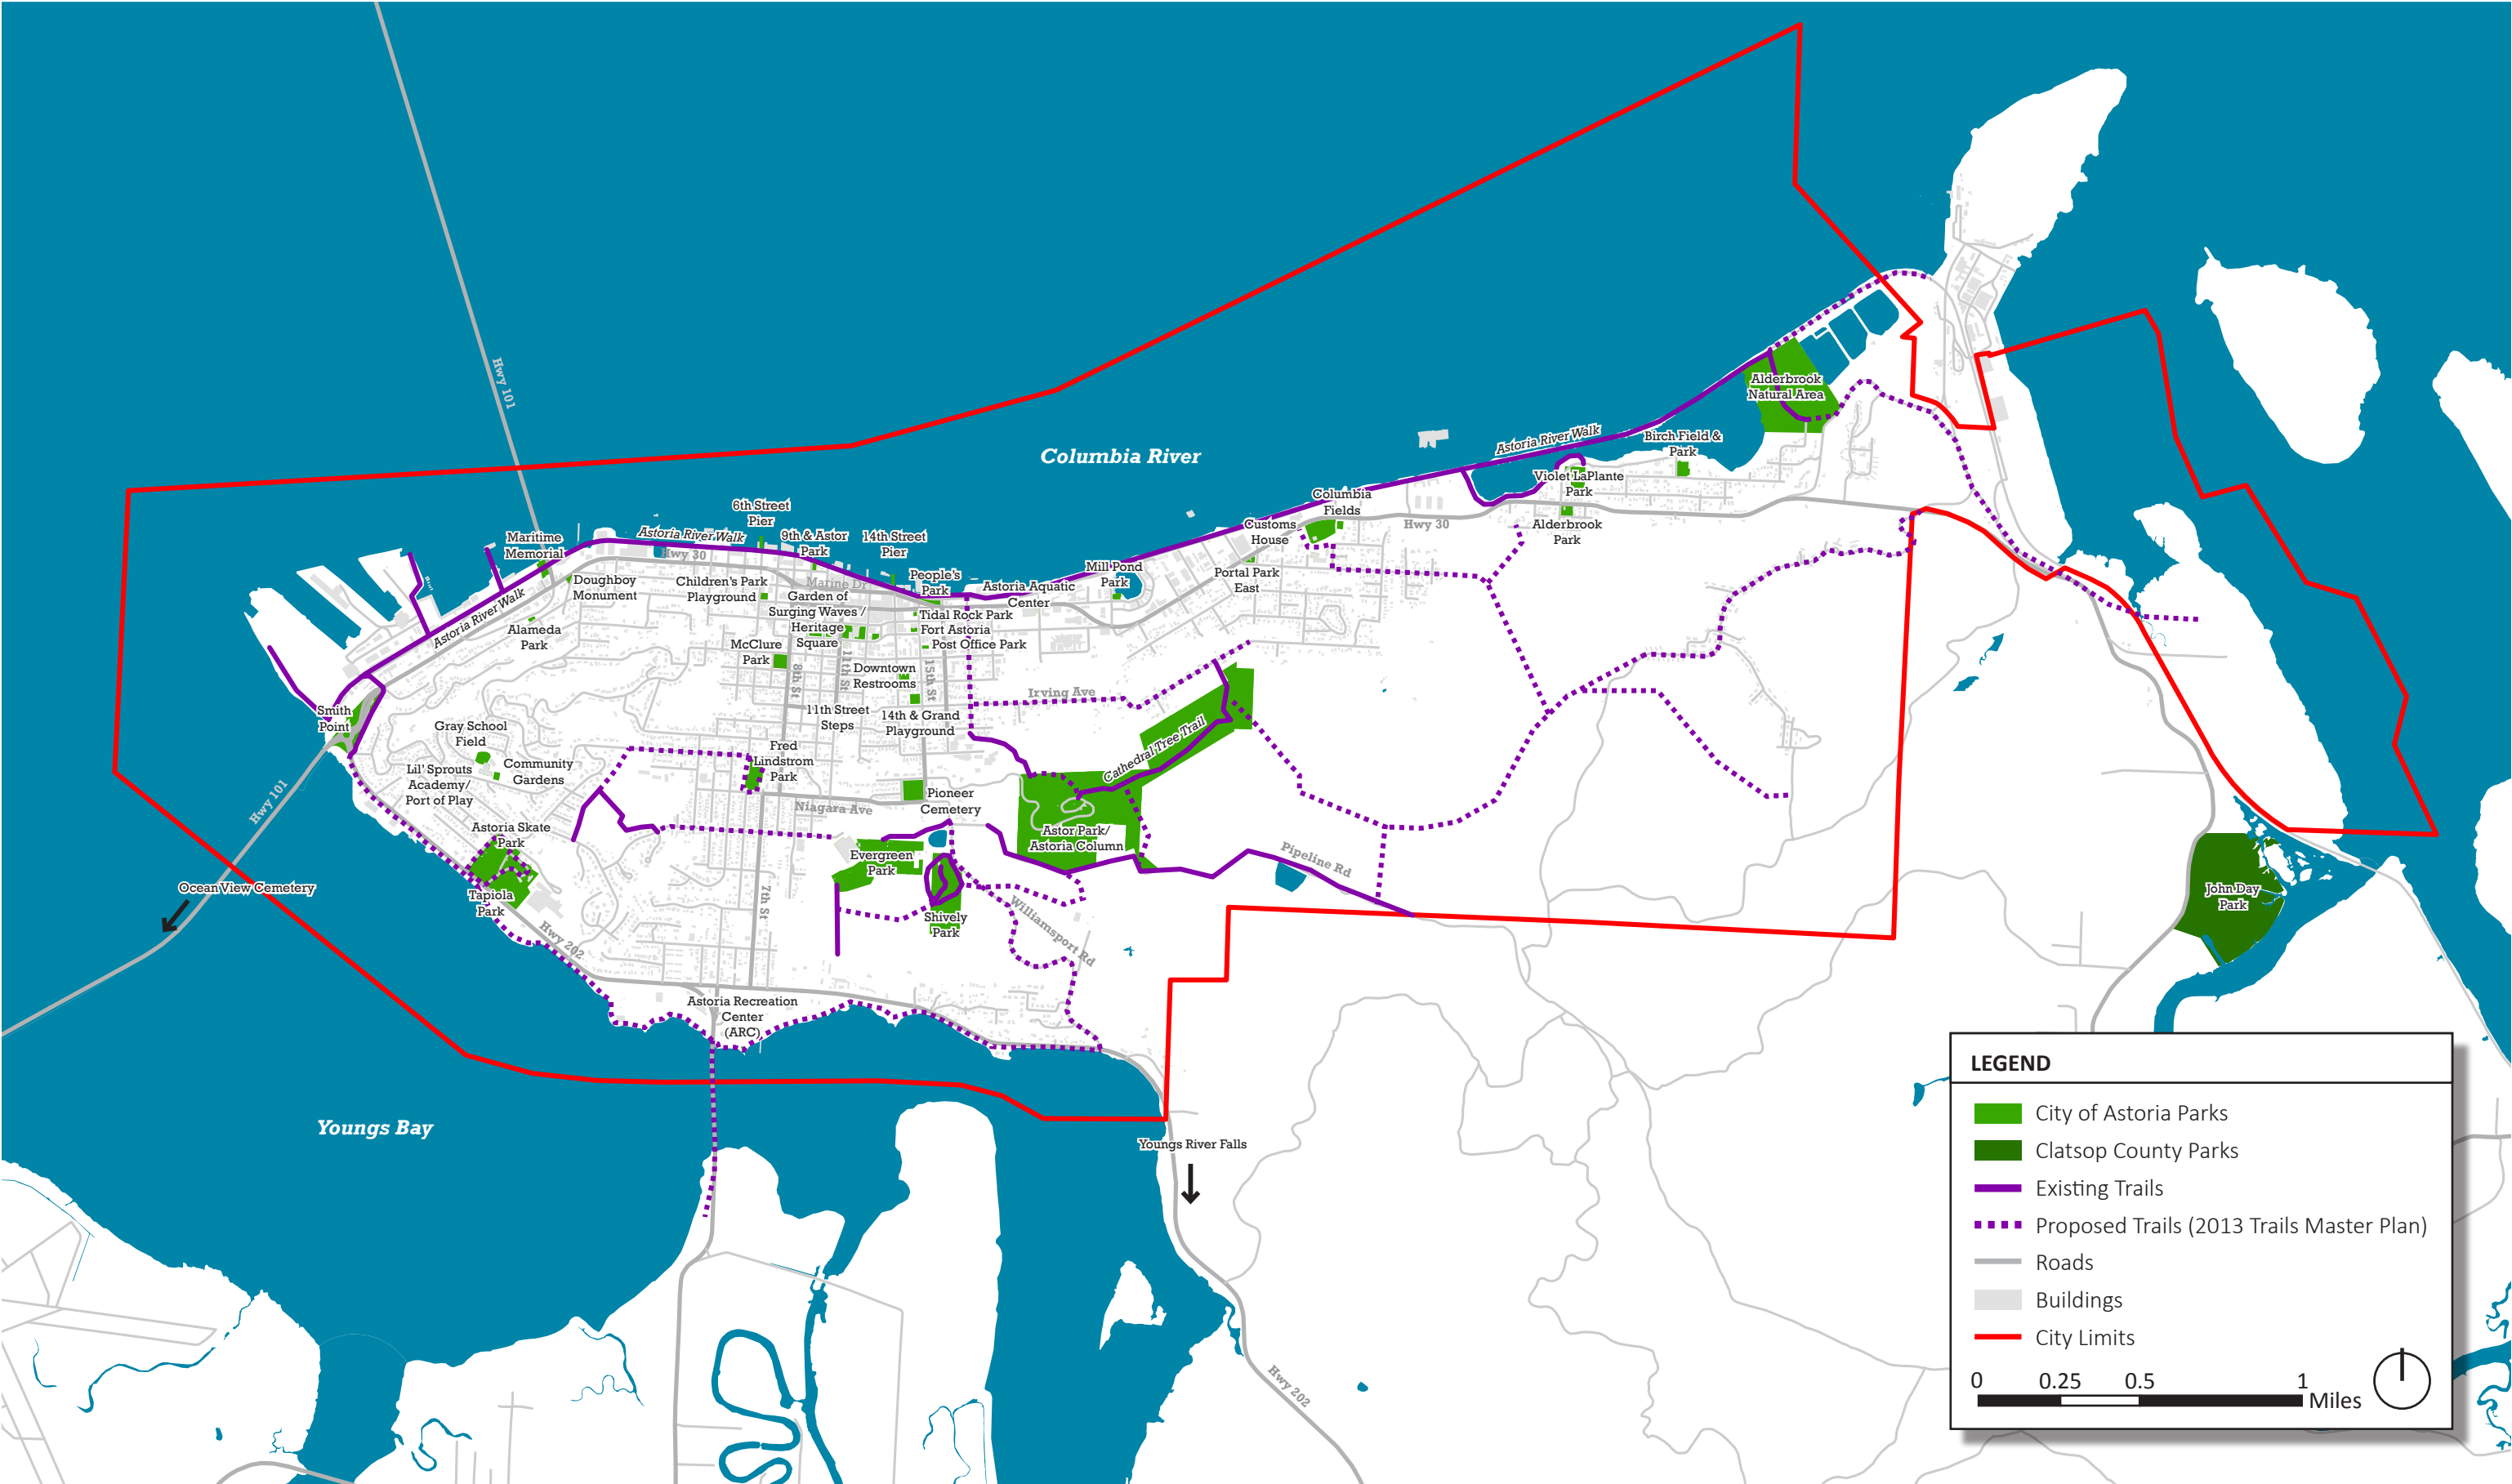 Hwy 101
Columbia River
Alderbrook
Natural Area
Astoria River Walk
Birch Field &
Park
Violet LaPlante
Park
Alderbrook
Park
Columbia
Fields
Hwy 30
Customs
House
Portal Park
East
6th Street
Pier
Astoria River Walk
Hwy 30
9th & Astor
Park
14th Street
Pier
Maritime
Memorial
Doughboy
Monument
Children's Park
Playground
Marine Dr
Garden of
Surging Waves /
Heritage
Square
People's
Park
Astoria Aquatic
Center
Mill Pond
Park
Tidal Rock Park
Fort Astoria
Post Office Park
Astoria River Walk
Alameda
Park
McClure
Park
8th St
11th St
15th St
Downtown
Restrooms
Irving Ave
11th Street
Steps
14th & Grand
Playground
Smith
Point
Gray School
Field
Community
Gardens
Lil' Sprouts
Academy/
Port of Play
Fred
Lindstrom
Park
Cathedral Tree Trail
Niagara Ave
Pioneer
Cemetery
Hwy 101
Astoria Skate
Park
Astor Park/
Astoria Column
Evergreen
Park
Pipeline Rd
Ocean View Cemetery
Tapiola
Park
7th St
Shively
Park
Williamsport Rd
John Day
Park
Hwy 202
Astoria Recreation
Center
(ARC)
Youngs Bay
Youngs River Falls
Hwy 202
LEGEND
City of Astoria Parks
Clatsop County Parks
Existing Trails
Proposed Trails (2013 Trails Master Plan)
Roads
Buildings
City Limits
0 0.25 0.5 1
Miles